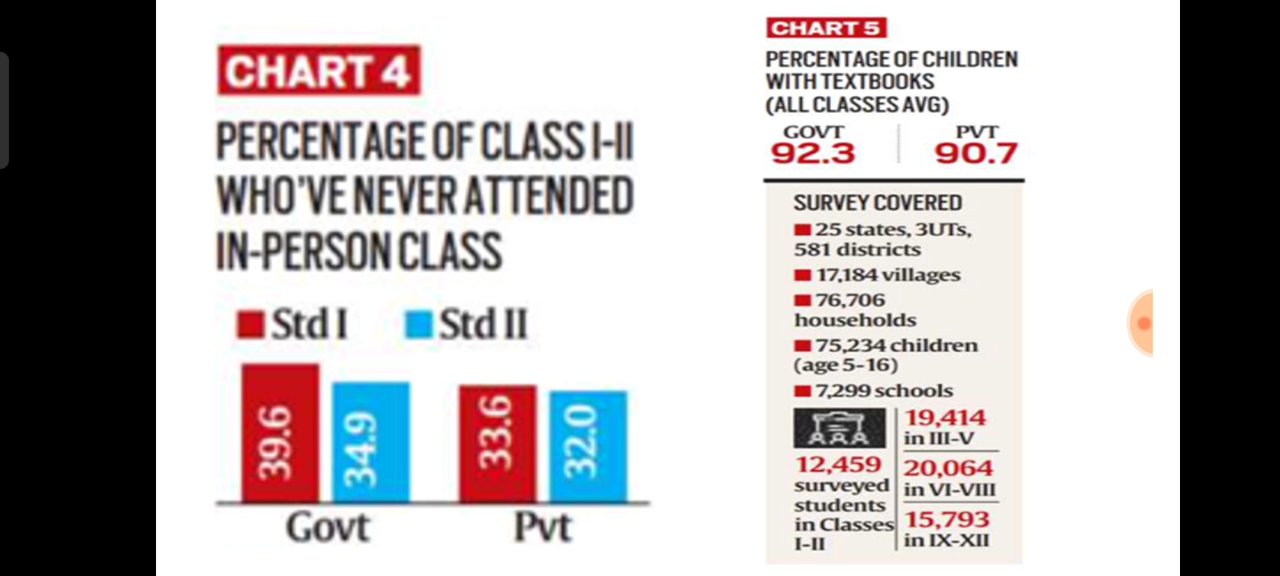 CHART 4
PERCENTAGE OF CLASS I-II
WHO'VE NEVER ATTENDED
IN-PERSON CLASS
Std I Std II
39.6 34.9 33.6 32.0
Govt Pvt
CHART 5
PERCENTAGE OF CHILDREN
WITH TEXTBOOKS
(ALL CLASSES AVG)
GOVT PVT
92.3 90.7
SURVEY COVERED
25 states, 3UTs,
581 districts
17,184 villages
76,706
households
75,234 children
(age 5-16)
7,299 schools
12,459
surveyed
students
in Classes
I-II
19,414
in III-V
20,064
in VI-VIII
15,793
in IX-XII